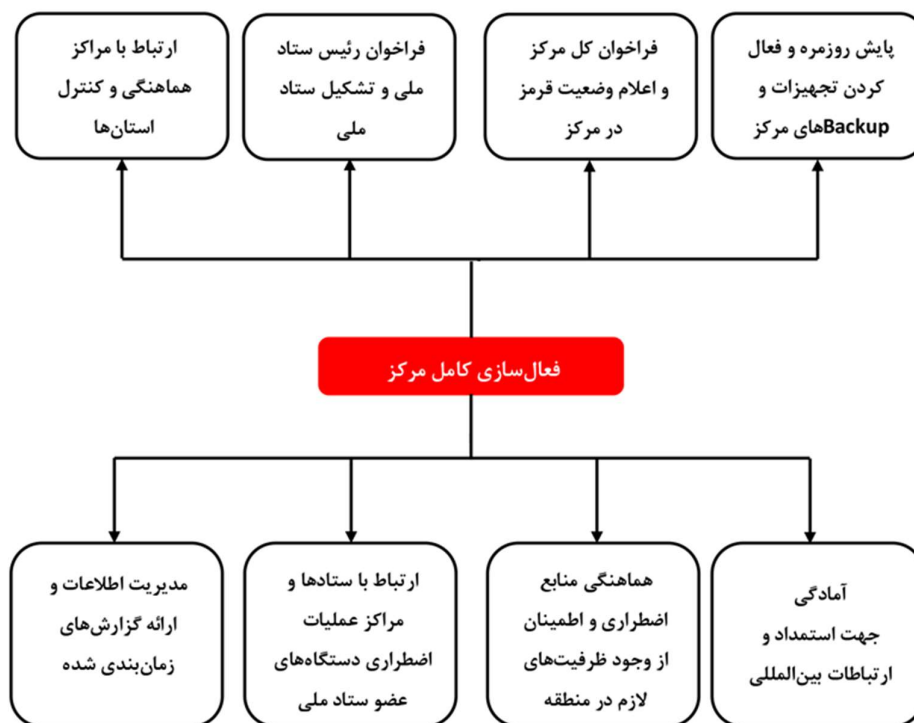 پایش روزمره و فعال
کردن تجهیزات و
Backupهای مرکز
فراخوان کل مرکز
و اعلام وضعیت قرمز
در مرکز
فراخوان رئیس ستاد
ملی و تشکیل ستاد
ملی
ارتباط با مراکز
هماهنگی و کنترل
استان‌ها
فعال‌سازی کامل مرکز
آمادگی
جهت استمداد و
ارتباطات بین‌المللی
هماهنگی منابع
اضطراری و اطمینان
از وجود ظرفیت‌های
لازم در منطقه
ارتباط با ستادها و
مراکز عملیات
اضطراری دستگاه‌های
عضو ستاد ملی
مدیریت اطلاعات و
ارائه گزارش‌های
زمان‌بندی شده